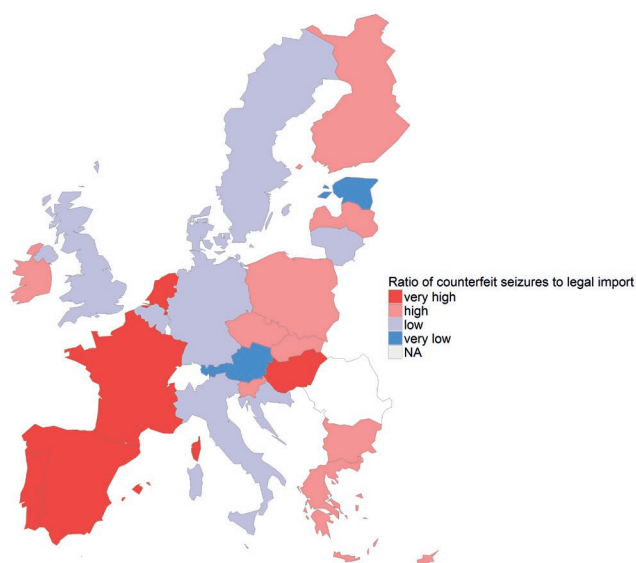 Ratio of counterfeit seizures to legal import
very high
high
low
very low
NA